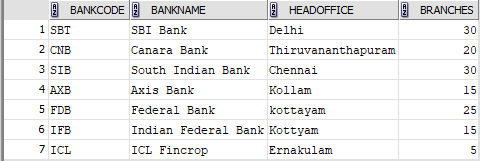 BANKCODE BANKNAME HEADOFFICE BRANCHES
1 SBT SBI Bank Delhi 30
2 CNB Canara Bank Thiruvananthapuram 20
3 SIB South Indian Bank Chennai 30
4 AXB Axis Bank Kollam 15
5 FDB Federal Bank kottayam 25
6 IFB Indian Federal Bank Kottyam 15
7 ICL ICL Fincrop Ernakulam 5